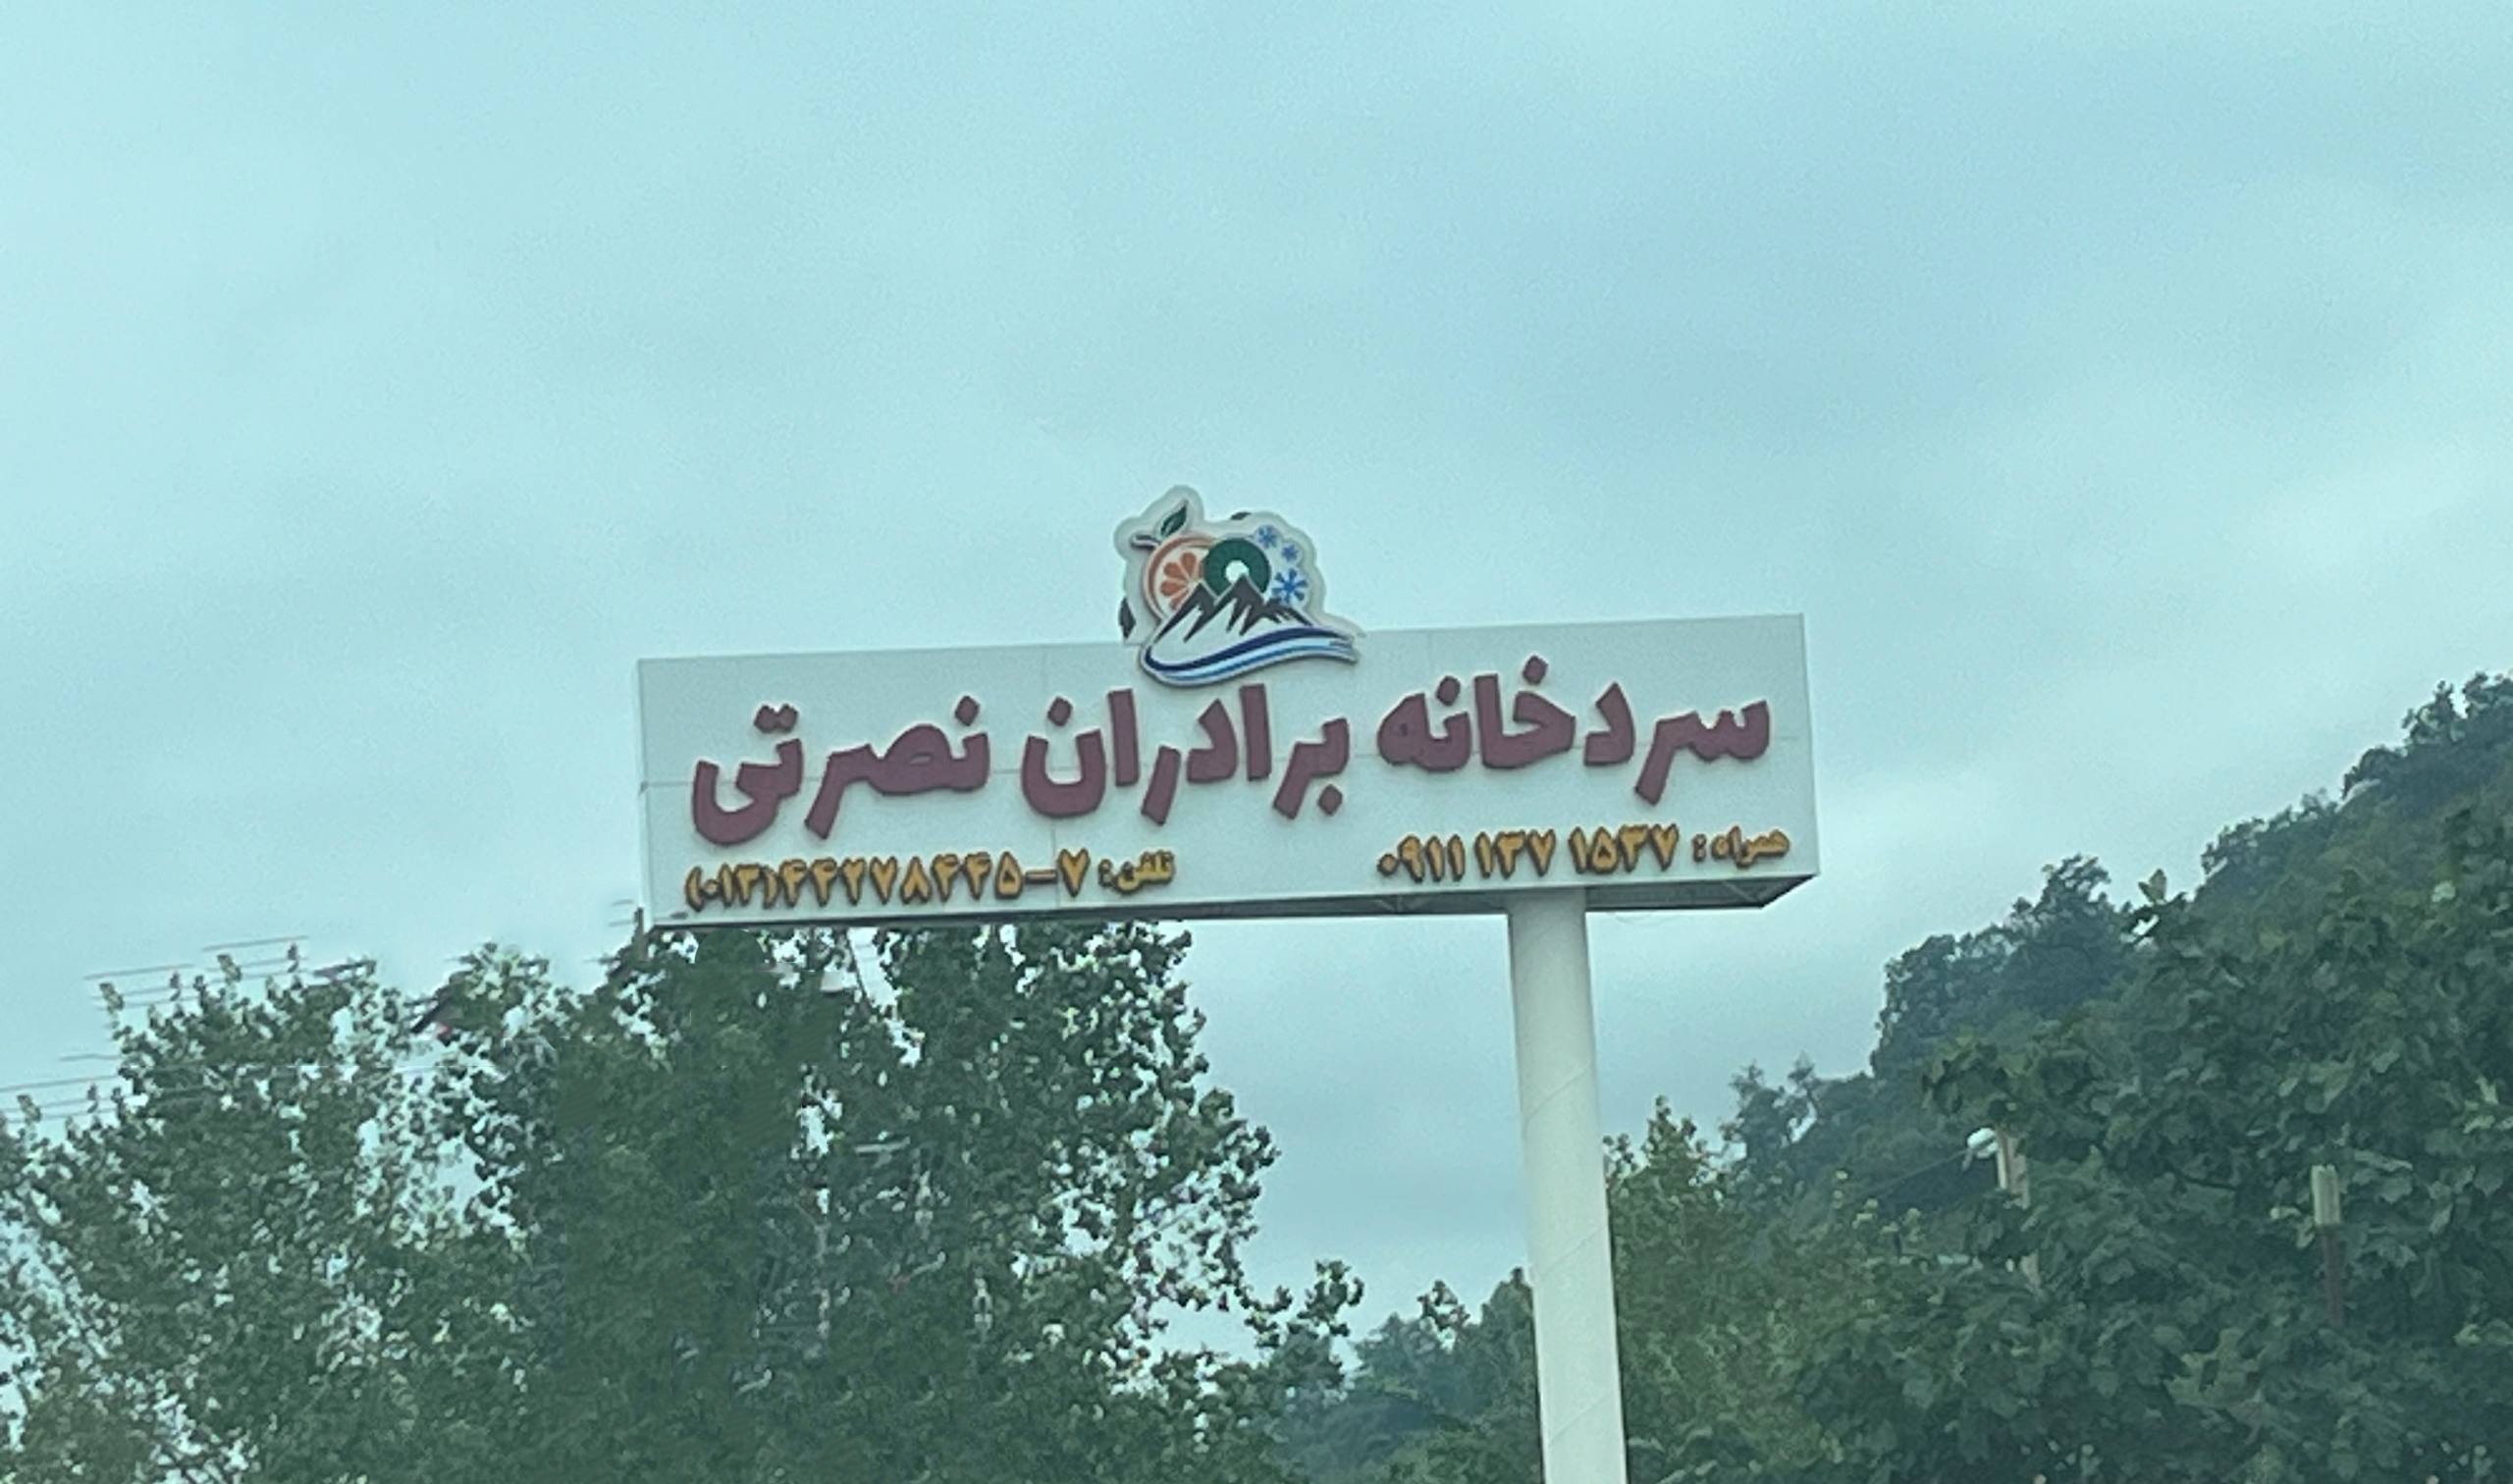 سردخانه برادران نصرتی
همراه : ۰۹۱۱ ۱۳۷ ۱۵۳۷
تلفن: ۷-۴۴۲۷۸۴۴۵(۰۱۳)